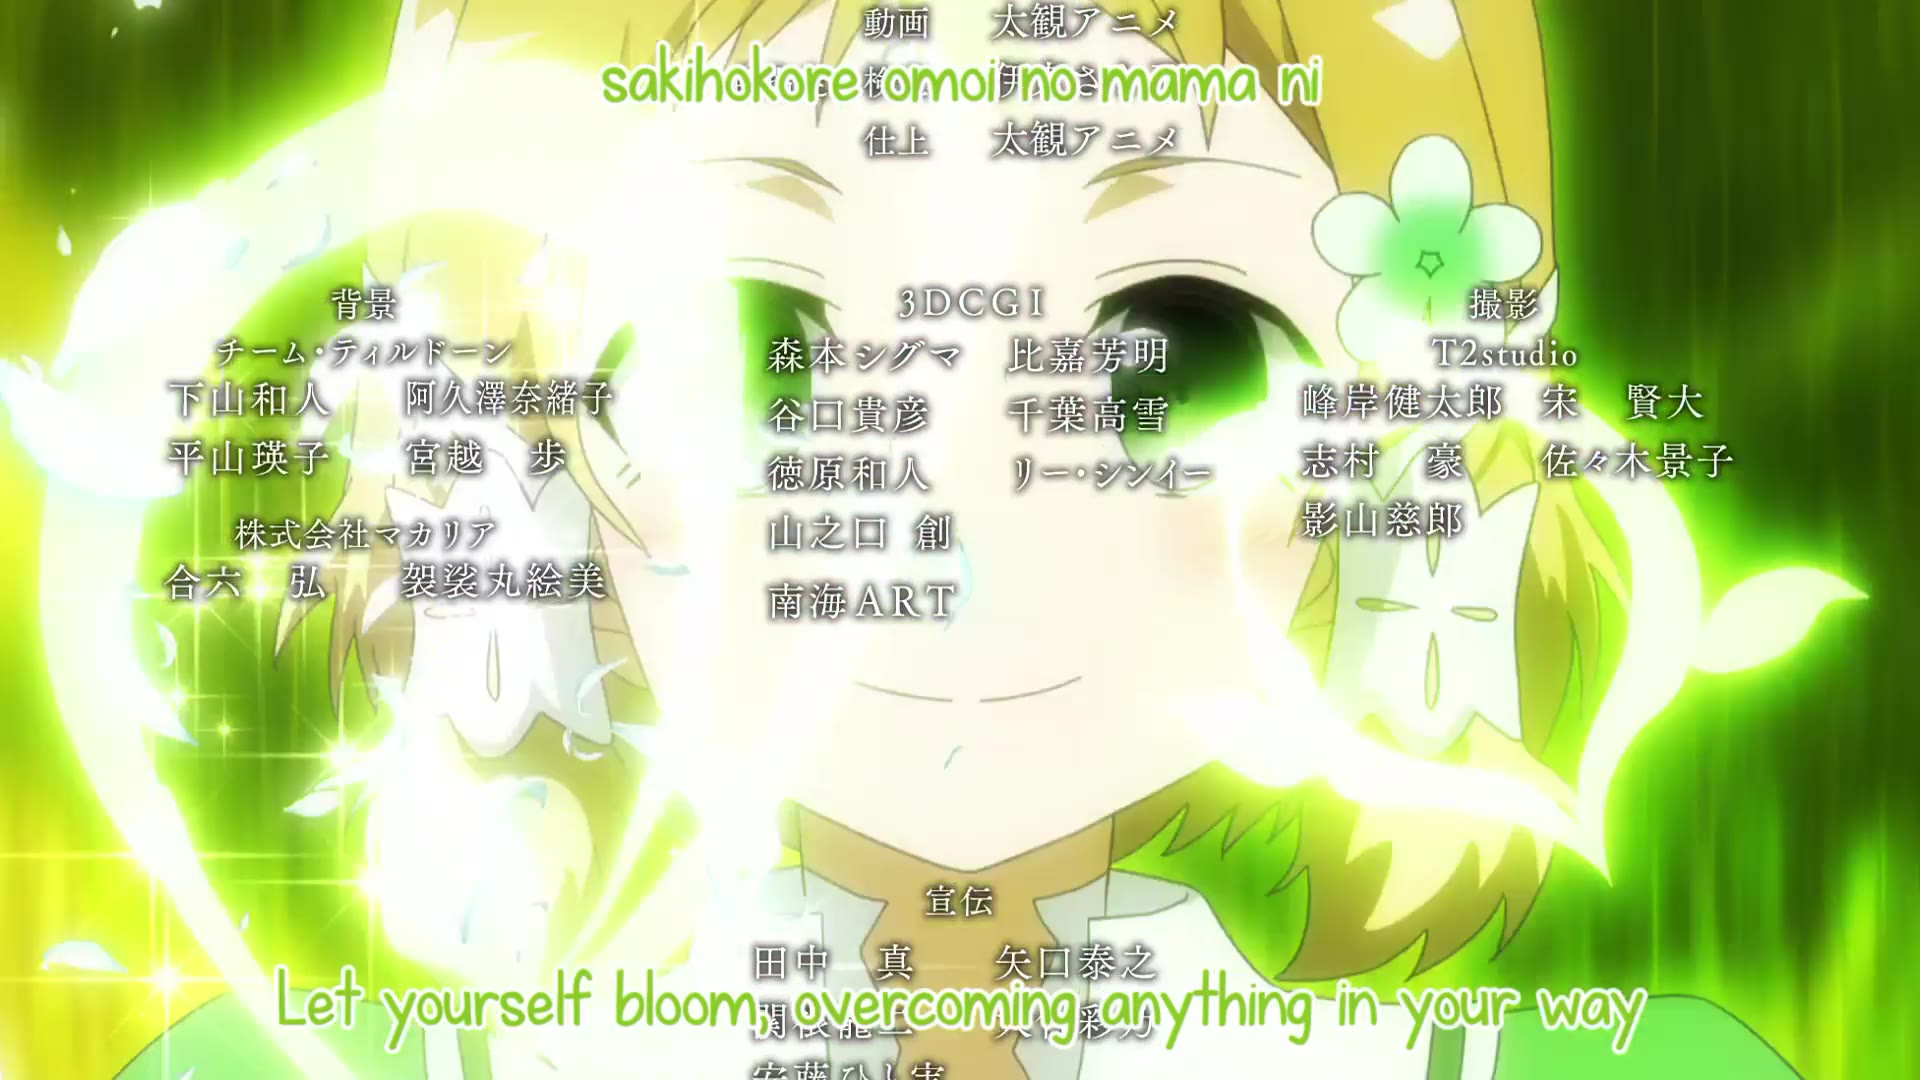 動画 太観アニメ
sakihokore omoi no mama ni
仕上 太観アニメ
背景
チーム・ティルドーン
下山和人 阿久澤奈緒子
平山瑛子 宮越 歩
株式会社マカリア
合六 弘 袈裟丸絵美
3DCGI
森本シグマ 比嘉芳明
谷口貴彦 千葉高雪
徳原和人 リー・シンイー
山之口 創
南海ART
撮影
T2studio
峰岸健太郎 宋 賢大
志村 豪 佐々木景子
影山慈郎
宣伝
田中 真 矢口泰之
Let yourself bloom, overcoming anything in your way